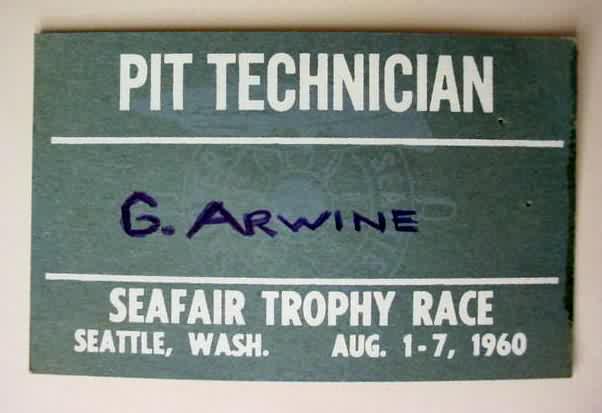 PIT TECHNICIAN
G. ARWINE
SEAFAIR TROPHY RACE
SEATTLE, WASH. AUG. 1-7, 1960